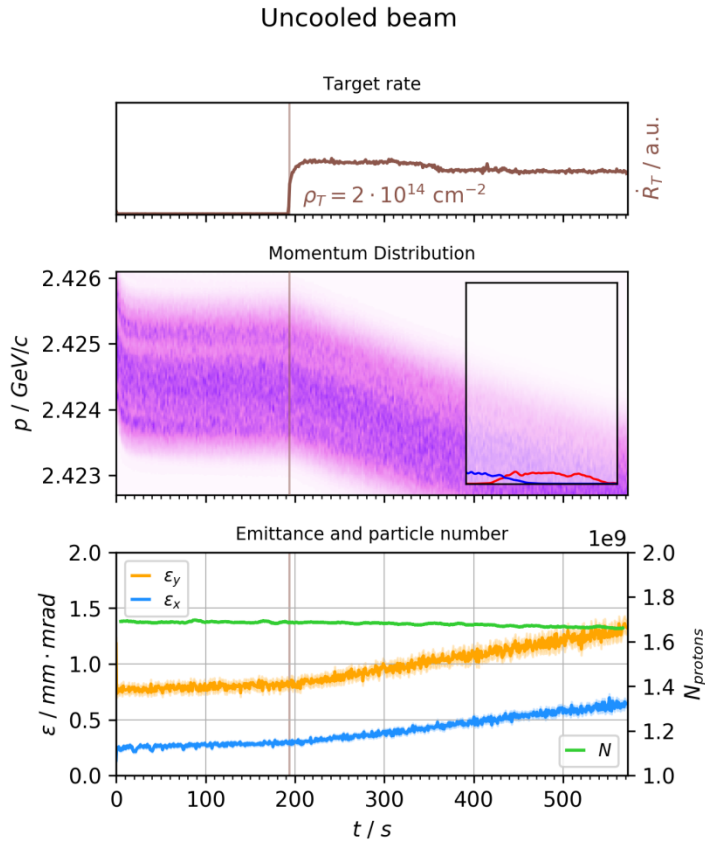 Uncooled beam
Target rate
Ṙ_T / a.u.
ρ_T = 2 · 10^14 cm^−2
Momentum Distribution
p / GeV/c
2.426
2.425
2.424
2.423
Emittance and particle number
1e9
ε / mm · mrad
2.0
1.5
1.0
0.5
0.0
ε_y
ε_x
N
2.0
1.8
1.6
1.4
1.2
1.0
N_protons
0 100 200 300 400 500
t / s